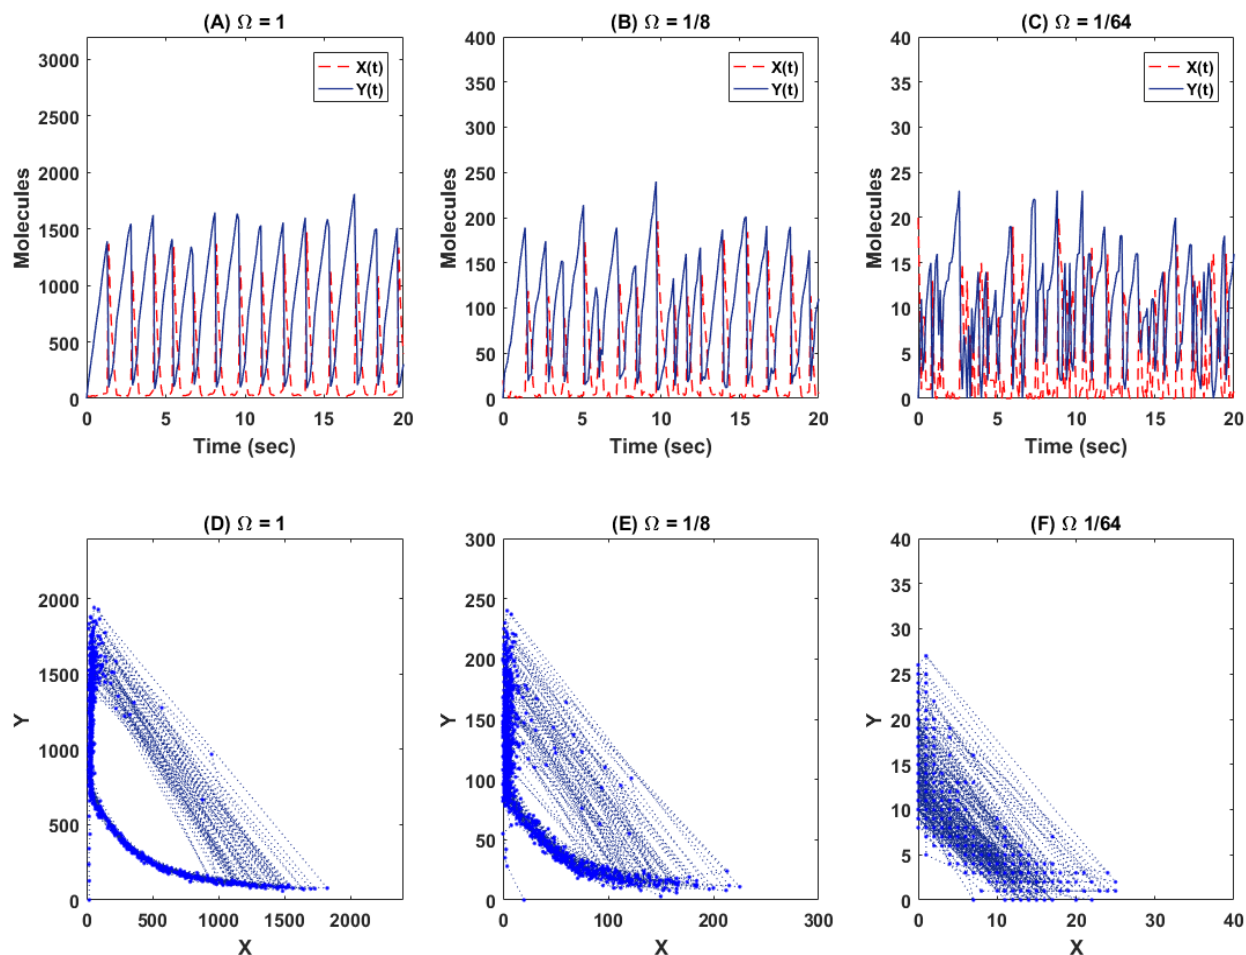 (A) Ω = 1
3000
2500
2000
1500
1000
500
0
Molecules
X(t)
Y(t)
0 5 10 15 20
Time (sec)
(B) Ω = 1/8
400
350
300
250
200
150
100
50
0
Molecules
X(t)
Y(t)
0 5 10 15 20
Time (sec)
(C) Ω = 1/64
40
35
30
25
20
15
10
5
0
Molecules
X(t)
Y(t)
0 5 10 15 20
Time (sec)
(D) Ω = 1
2000
1500
1000
500
0
Y
0 500 1000 1500 2000
X
(E) Ω = 1/8
300
250
200
150
100
50
0
Y
0 100 200 300
X
(F) Ω 1/64
40
35
30
25
20
15
10
5
0
Y
0 10 20 30 40
X